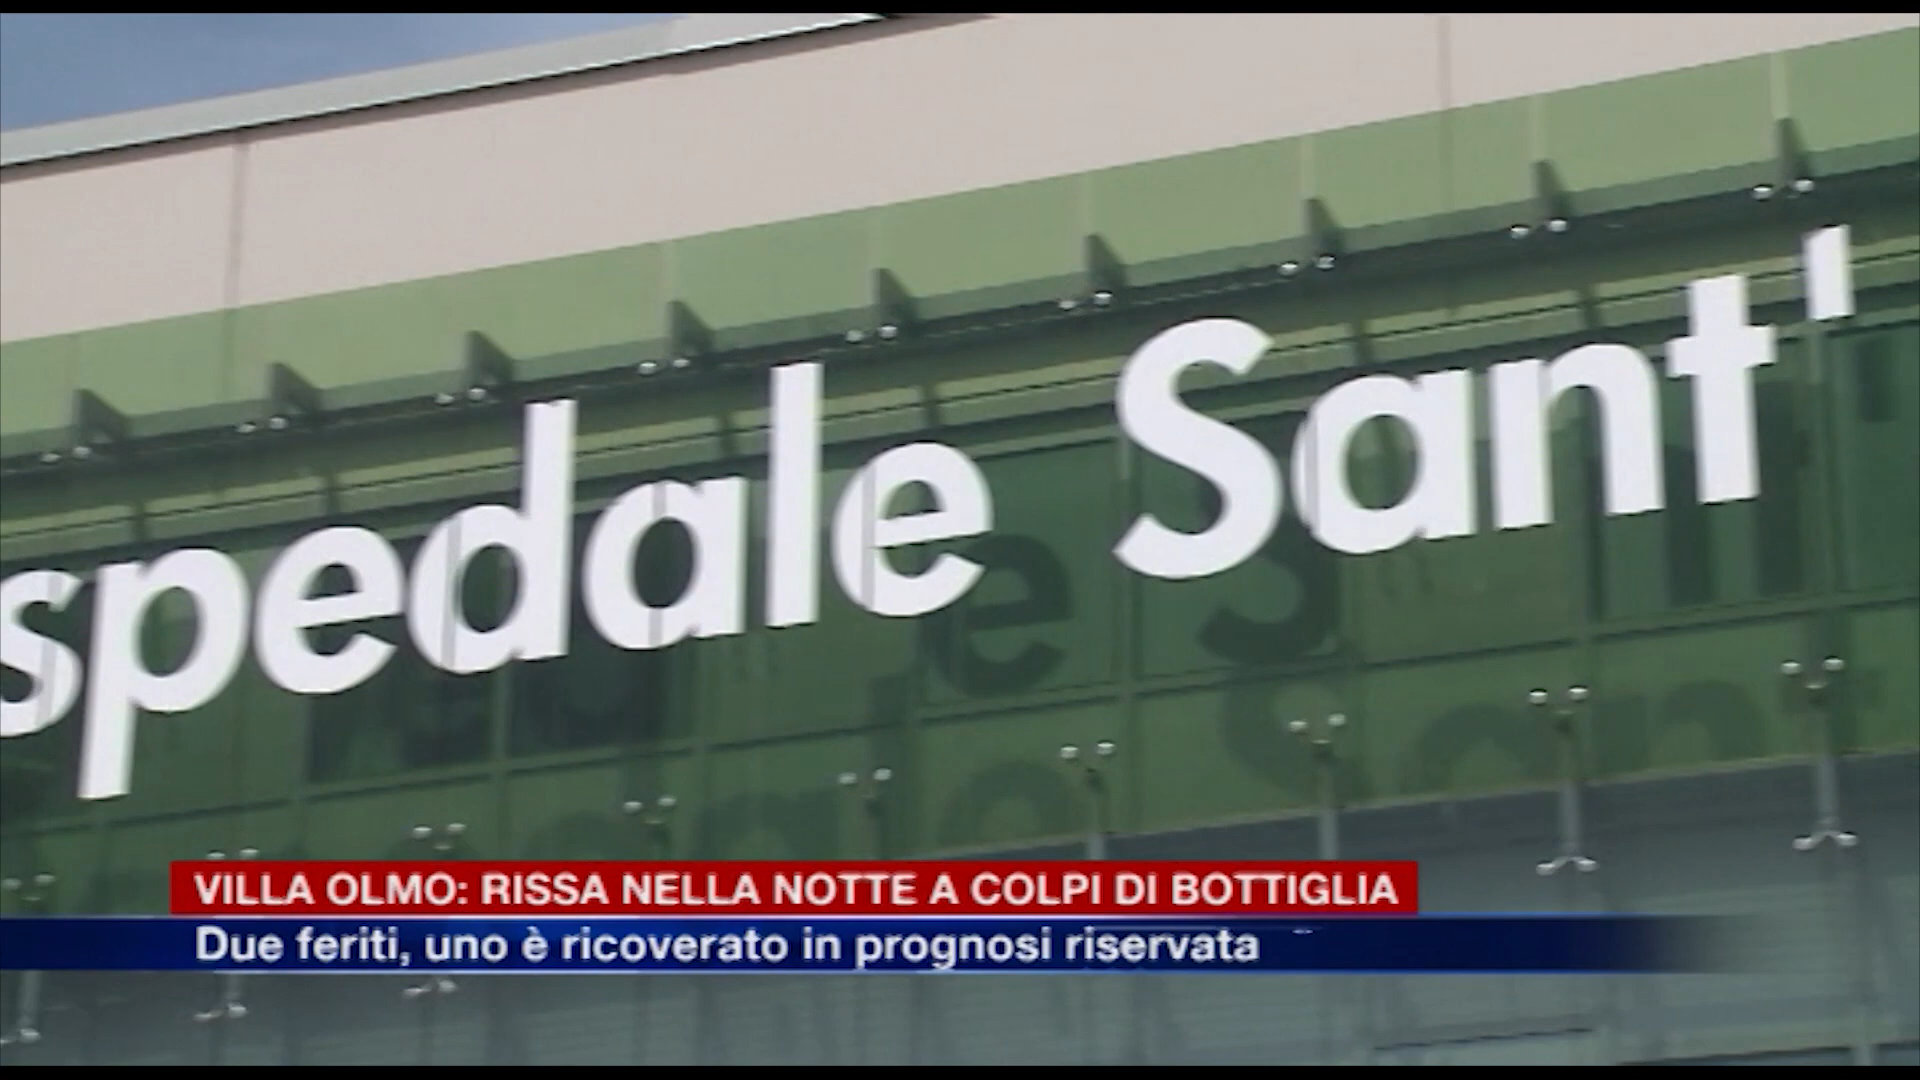 spedale Sant'
VILLA OLMO: RISSA NELLA NOTTE A COLPI DI BOTTIGLIA
Due feriti, uno è ricoverato in prognosi riservata